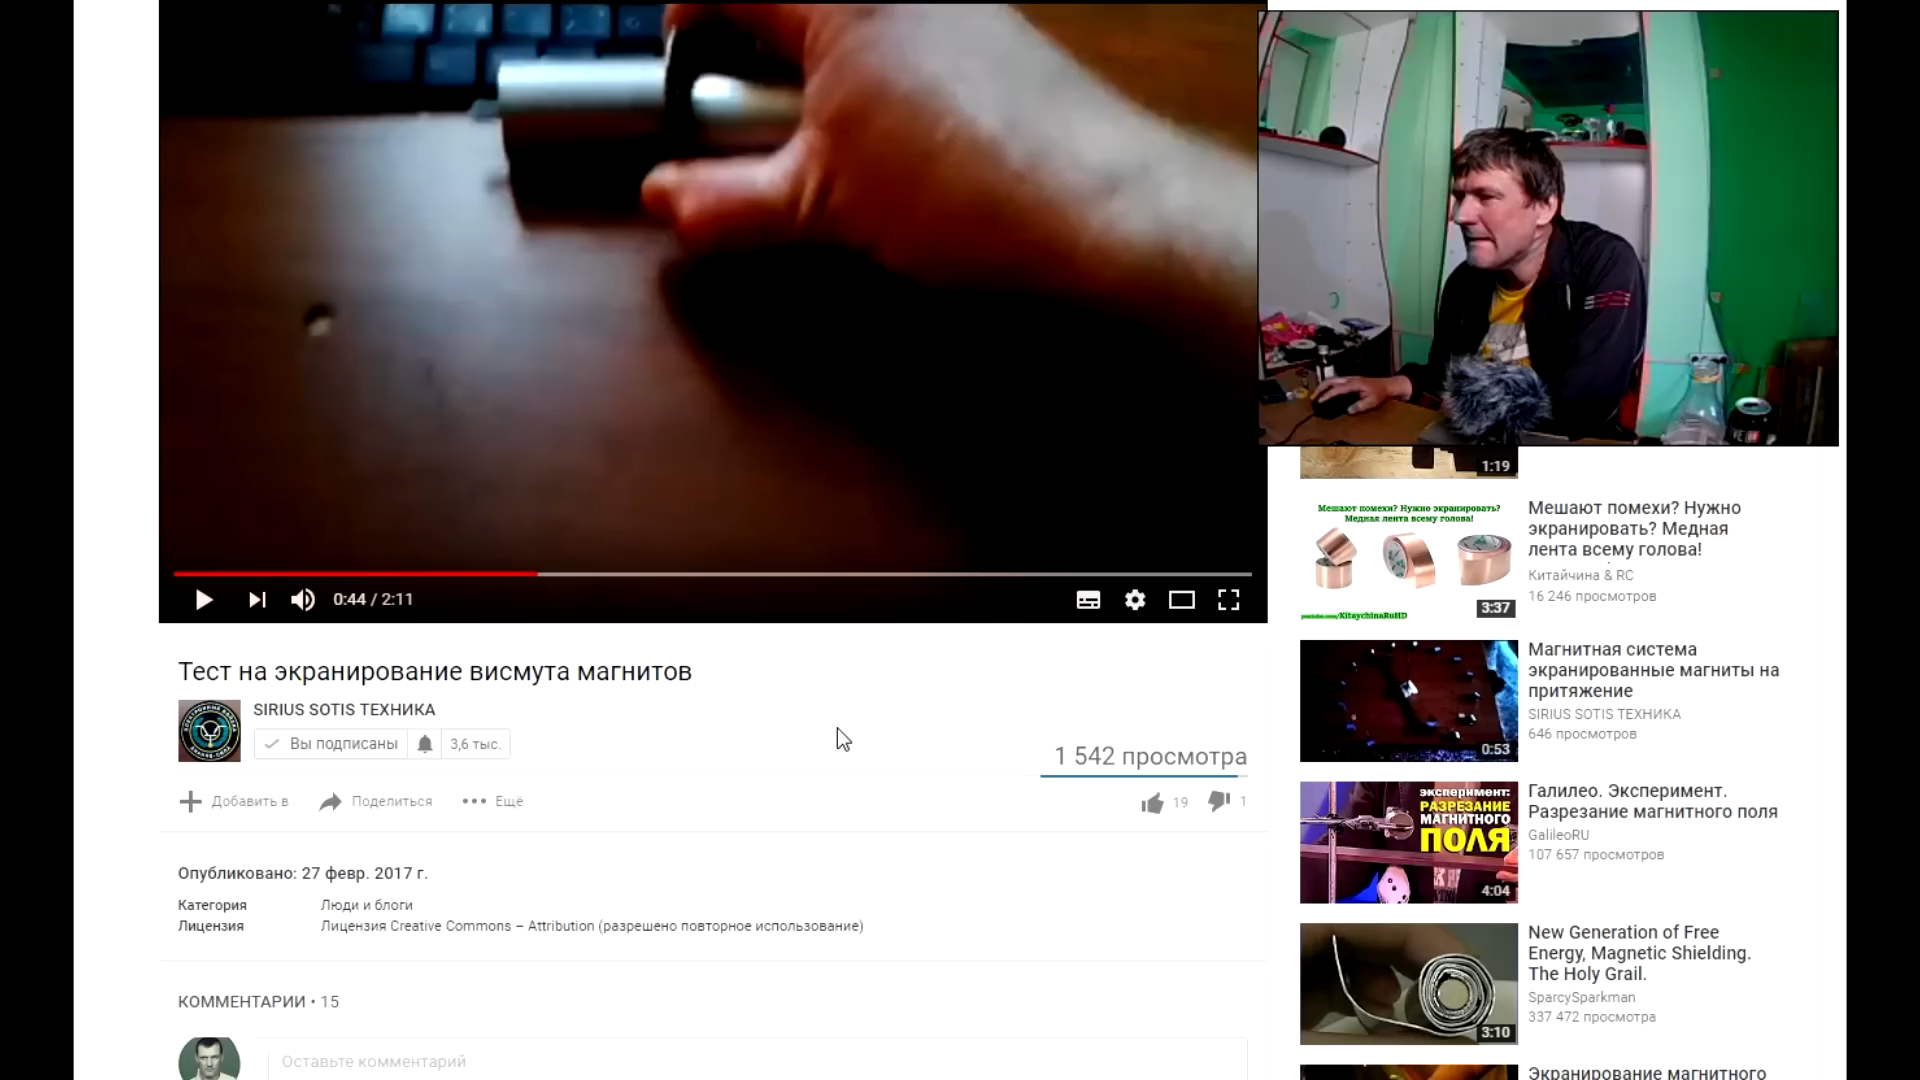 0:44 / 2:11
Тест на экранирование висмута магнитов
SIRIUS SOTIS ТЕХНИКА
Вы подписаны
3,6 тыс.
1 542 просмотра
Добавить в
Поделиться
Ещё
19
1
Опубликовано: 27 февр. 2017 г.
Категория
Люди и блоги
Лицензия
Лицензия Creative Commons – Attribution (разрешено повторное использование)
КОММЕНТАРИИ • 15
Оставьте комментарий
1:19
Мешают помехи? Нужно экранировать?
Медная лента всему голова!
youtube.com/KitaychinaRuHD
3:37
Мешают помехи? Нужно
экранировать? Медная
лента всему голова!
Китайчина & RC
16 246 просмотров
0:53
Магнитная система
экранированные магниты на
притяжение
SIRIUS SOTIS ТЕХНИКА
646 просмотров
эксперимент:
РАЗРЕЗАНИЕ
МАГНИТНОГО
ПОЛЯ
4:04
Галилео. Эксперимент.
Разрезание магнитного поля
GalileoRU
107 657 просмотров
3:10
New Generation of Free
Energy, Magnetic Shielding.
The Holy Grail.
SparcySparkman
337 472 просмотра
Экранирование магнитного